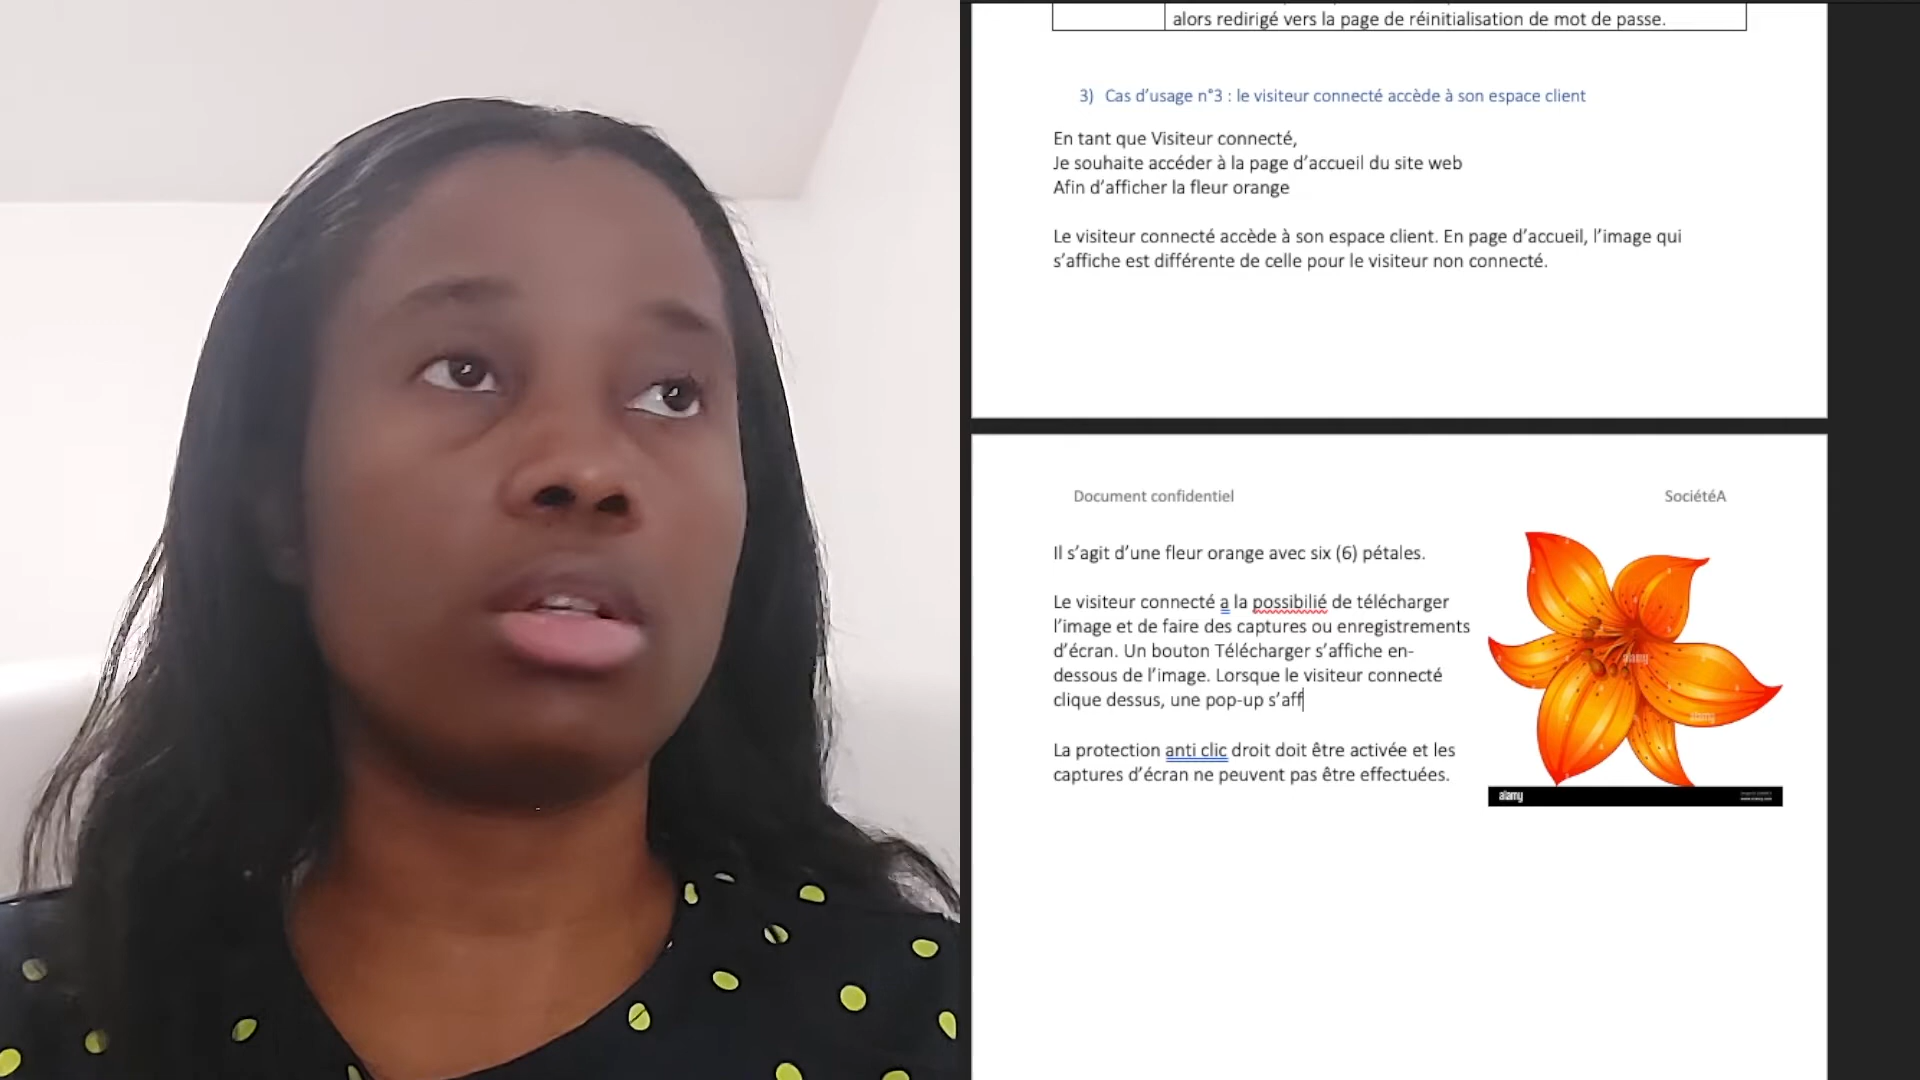 alors redirigé vers la page de réinitialisation de mot de passe.
3) Cas d’usage n°3 : le visiteur connecté accède à son espace client
En tant que Visiteur connecté,
Je souhaite accéder à la page d’accueil du site web
Afin d’afficher la fleur orange
Le visiteur connecté accède à son espace client. En page d’accueil, l’image qui
s’affiche est différente de celle pour le visiteur non connecté.
Document confidentiel
SociétéA
Il s’agit d’une fleur orange avec six (6) pétales.
Le visiteur connecté a la possibilié de télécharger
l’image et de faire des captures ou enregistrements
d’écran. Un bouton Télécharger s’affiche en-
dessous de l’image. Lorsque le visiteur connecté
clique dessus, une pop-up s’aff
La protection anti clic droit doit être activée et les
captures d’écran ne peuvent pas être effectuées.
alamy
alamy
alamy